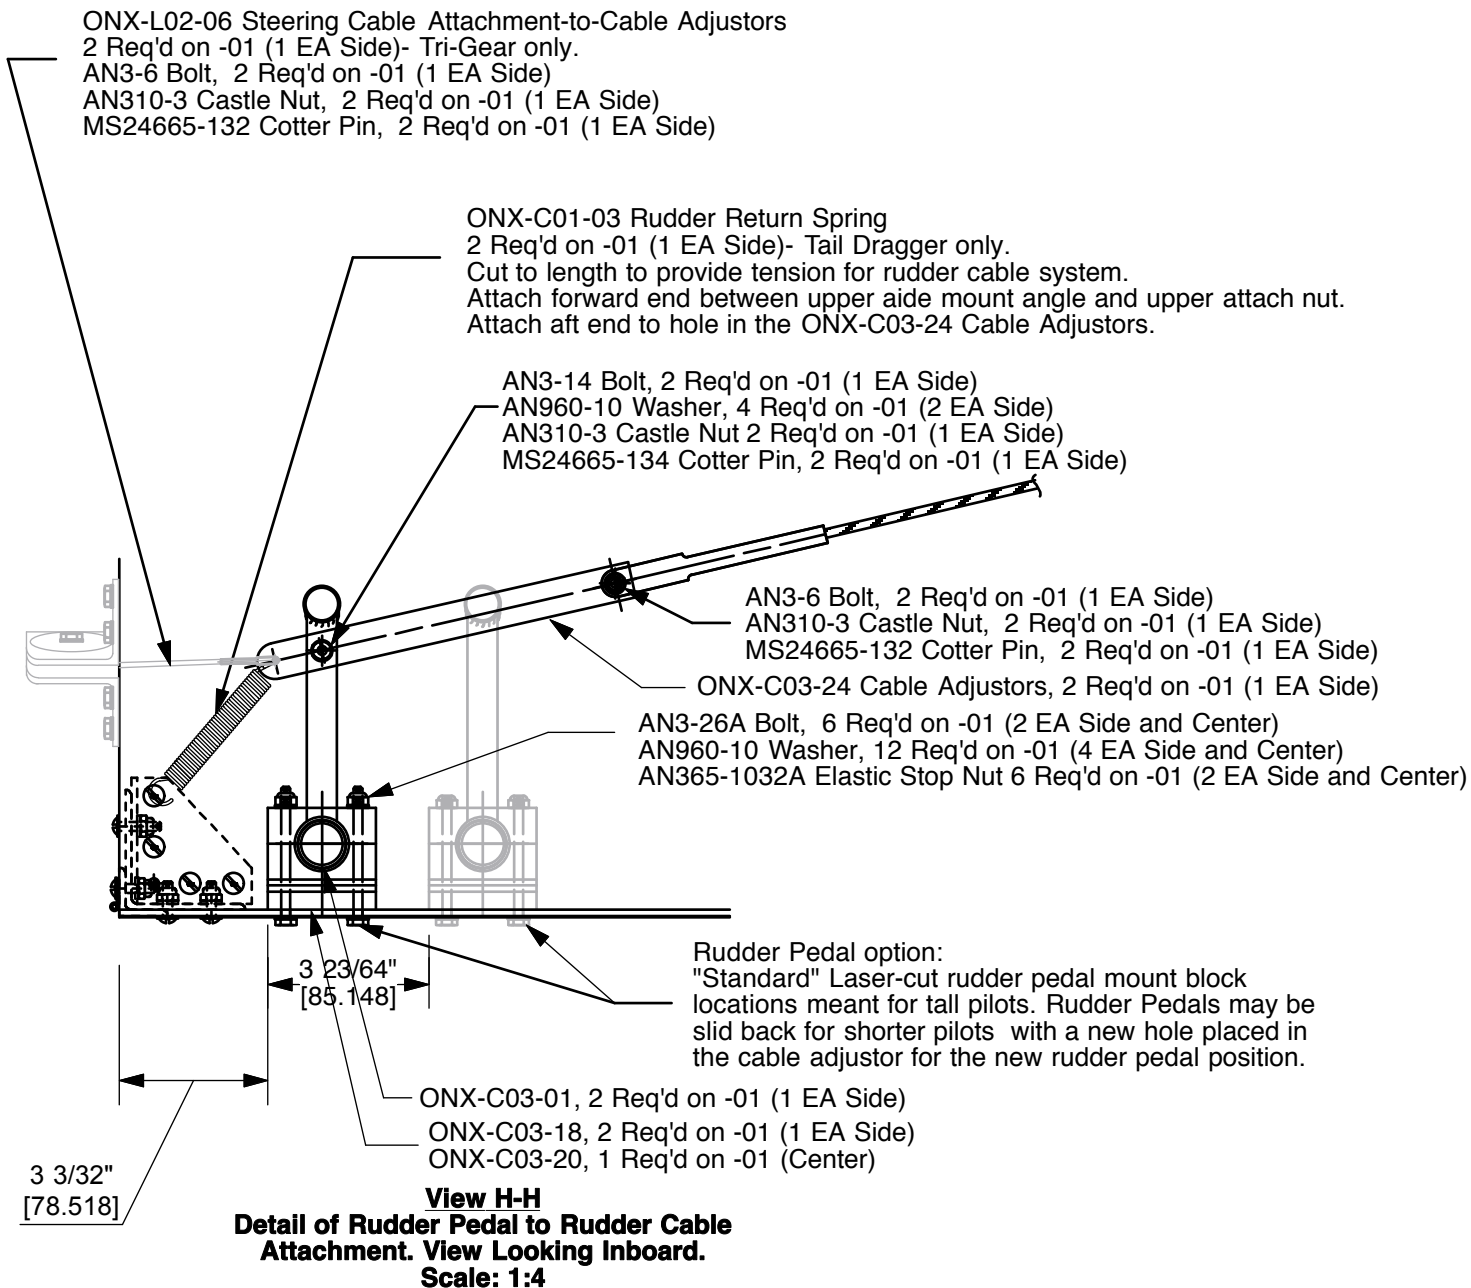 ONX-L02-06 Steering Cable Attachment-to-Cable Adjustors
2 Req'd on -01 (1 EA Side)- Tri-Gear only.
AN3-6 Bolt, 2 Req'd on -01 (1 EA Side)
AN310-3 Castle Nut, 2 Req'd on -01 (1 EA Side)
MS24665-132 Cotter Pin, 2 Req'd on -01 (1 EA Side)
ONX-C01-03 Rudder Return Spring
2 Req'd on -01 (1 EA Side)- Tail Dragger only.
Cut to length to provide tension for rudder cable system.
Attach forward end between upper aide mount angle and upper attach nut.
Attach aft end to hole in the ONX-C03-24 Cable Adjustors.
AN3-14 Bolt, 2 Req'd on -01 (1 EA Side)
AN960-10 Washer, 4 Req'd on -01 (2 EA Side)
AN310-3 Castle Nut 2 Req'd on -01 (1 EA Side)
MS24665-134 Cotter Pin, 2 Req'd on -01 (1 EA Side)
AN3-6 Bolt, 2 Req'd on -01 (1 EA Side)
AN310-3 Castle Nut, 2 Req'd on -01 (1 EA Side)
MS24665-132 Cotter Pin, 2 Req'd on -01 (1 EA Side)
ONX-C03-24 Cable Adjustors, 2 Req'd on -01 (1 EA Side)
AN3-26A Bolt, 6 Req'd on -01 (2 EA Side and Center)
AN960-10 Washer, 12 Req'd on -01 (4 EA Side and Center)
AN365-1032A Elastic Stop Nut 6 Req'd on -01 (2 EA Side and Center)
3 23/64"
[85.148]
Rudder Pedal option:
"Standard" Laser-cut rudder pedal mount block
locations meant for tall pilots. Rudder Pedals may be
slid back for shorter pilots with a new hole placed in
the cable adjustor for the new rudder pedal position.
ONX-C03-01, 2 Req'd on -01 (1 EA Side)
ONX-C03-18, 2 Req'd on -01 (1 EA Side)
ONX-C03-20, 1 Req'd on -01 (Center)
3 3/32"
[78.518]
View H-H
Detail of Rudder Pedal to Rudder Cable
Attachment. View Looking Inboard.
Scale: 1:4